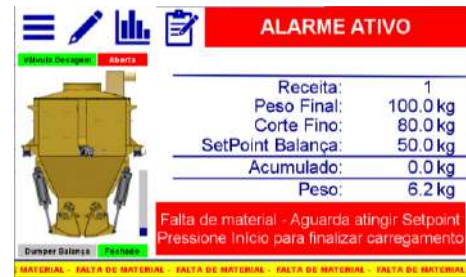 ALARME ATIVO
Válvula Dosagem Aberta
Receita: 1
Peso Final: 100.0 kg
Corte Fino: 80.0 kg
SetPoint Balança: 50.0 kg
Acumulado: 0.0 kg
Peso: 6.2 kg
Falta de material - Aguarda atingir Setpoint
Pressione Início para finalizar carregamento
Dumper Balança Fechado
MATERIAL - FALTA DE MATERIAL - FALTA DE MATERIAL - FALTA DE MATERIAL - FALTA DE MATERIAL